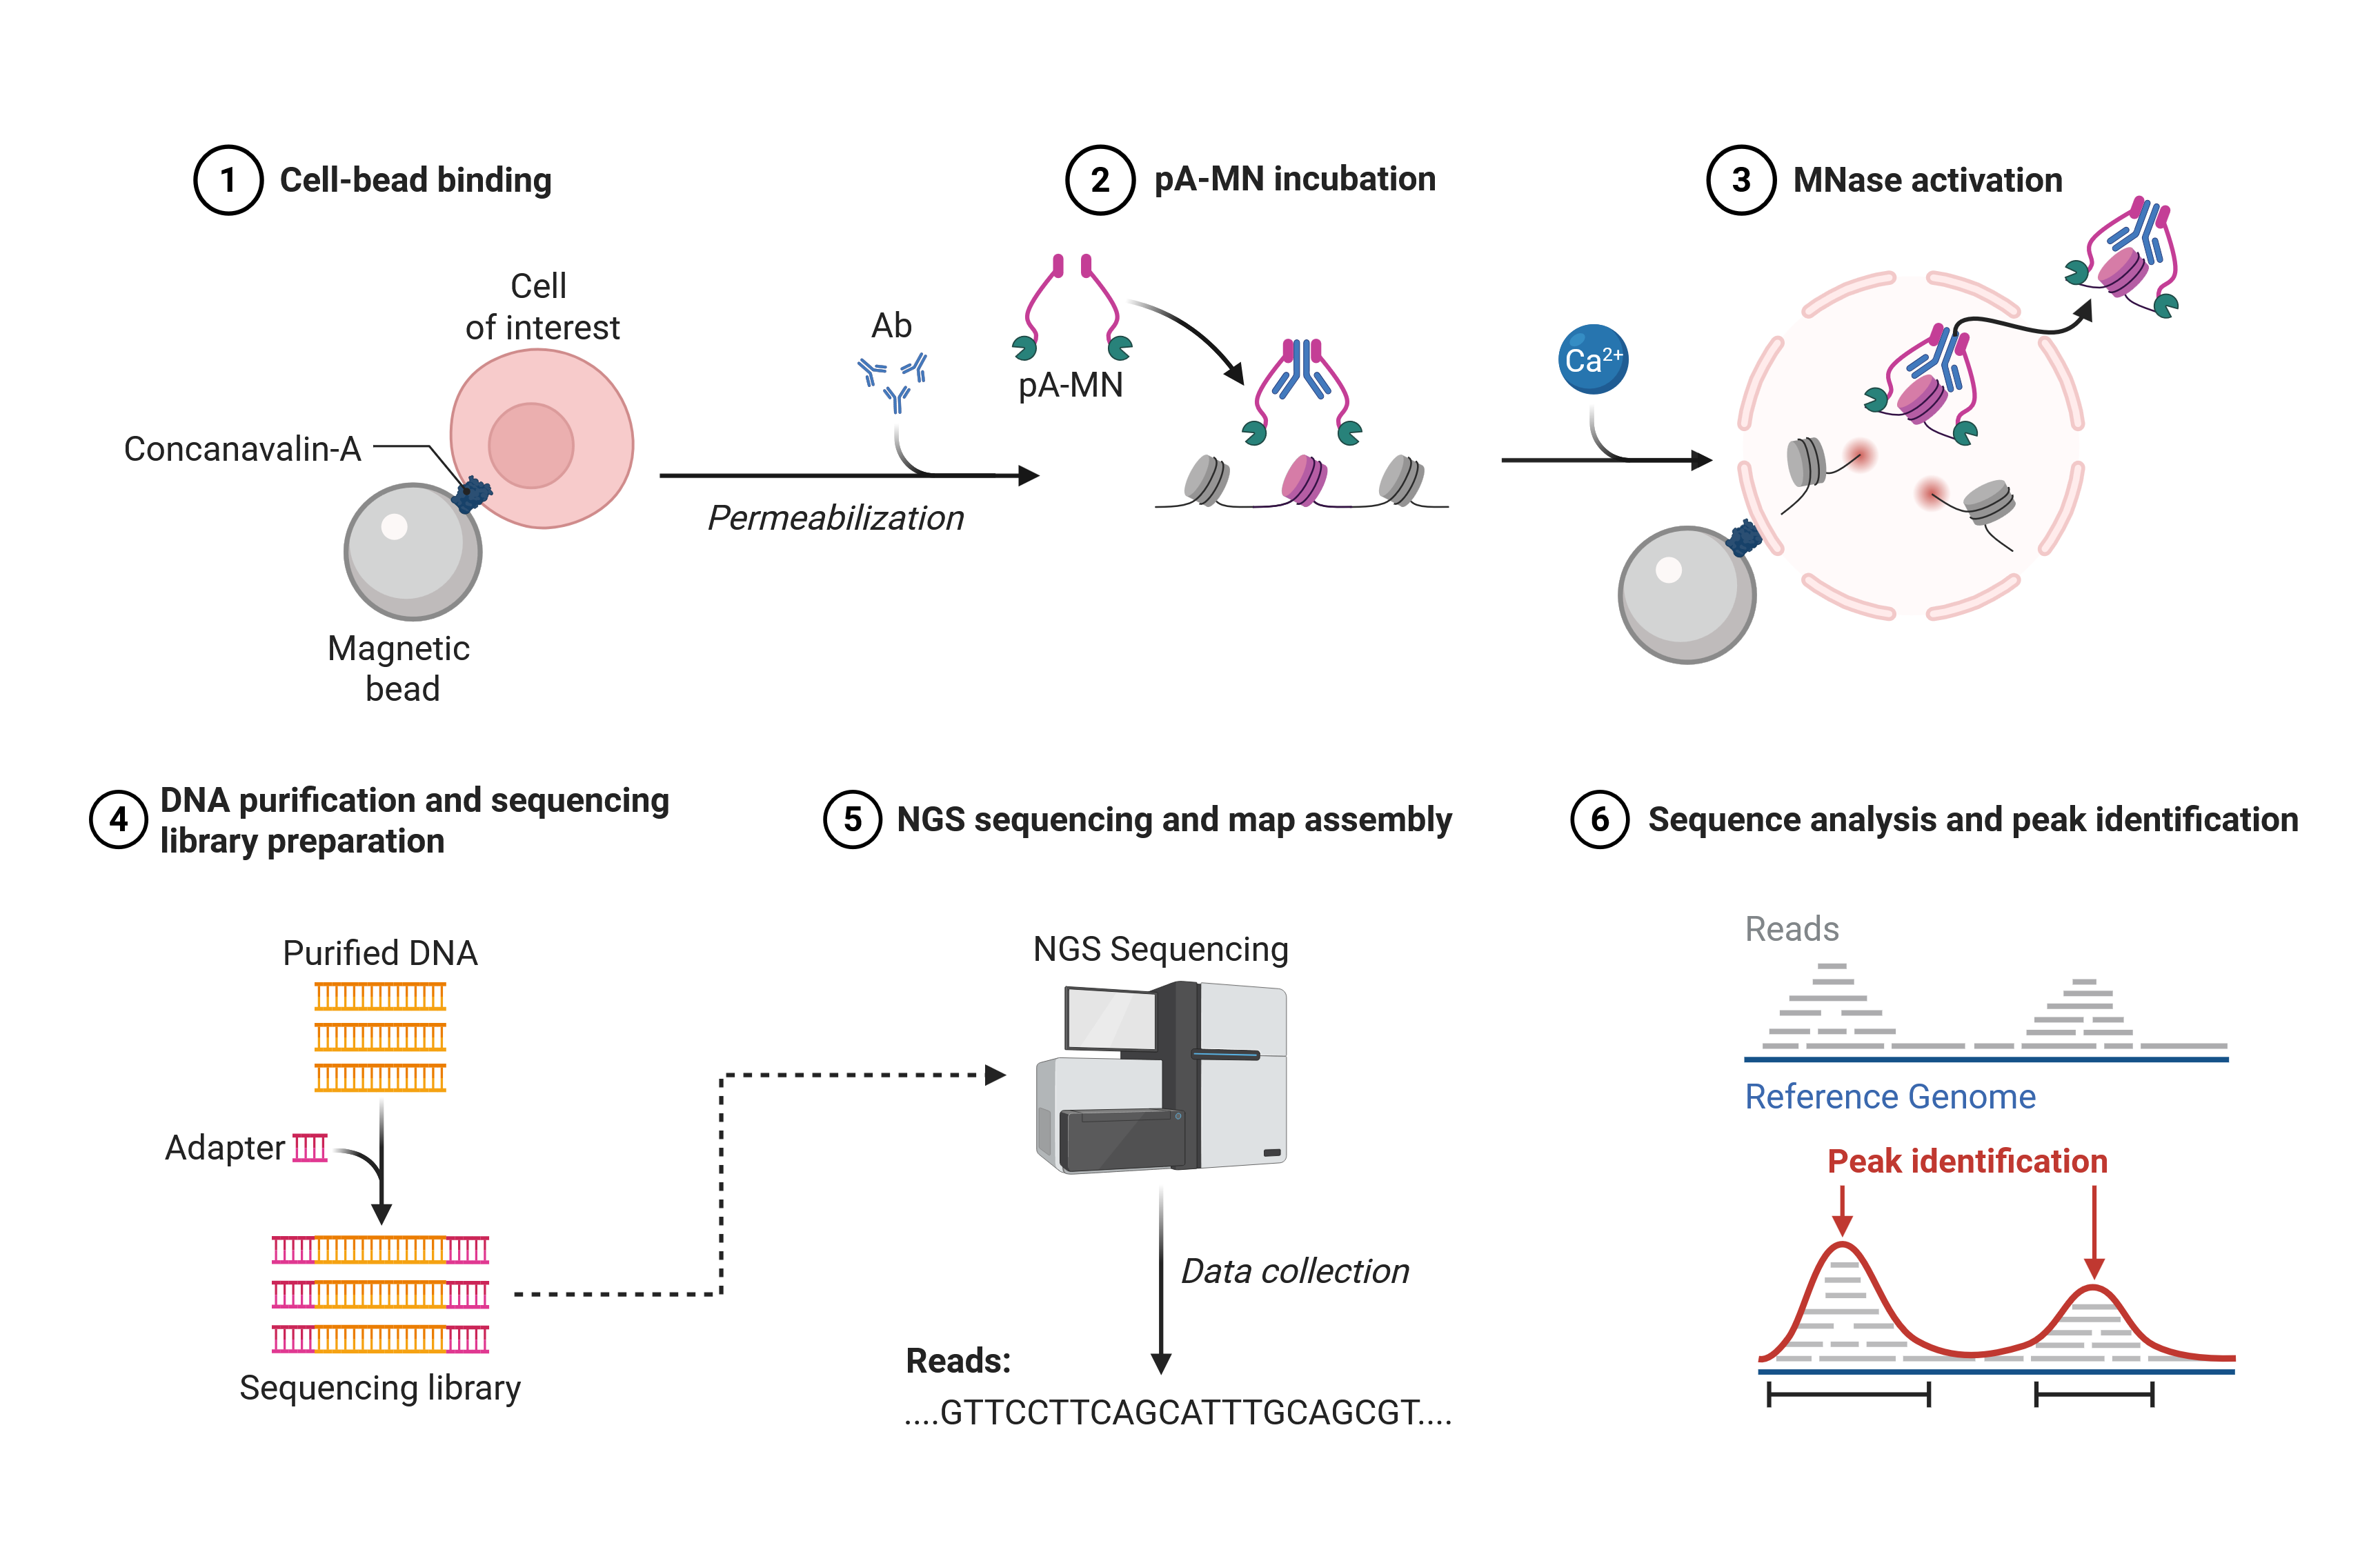 1 Cell-bead binding
Cell
of interest
Concanavalin-A
Magnetic
bead
Ab
Permeabilization
2 pA-MN incubation
pA-MN
Ca2+
3 MNase activation
4 DNA purification and sequencing
library preparation
Purified DNA
Adapter
Sequencing library
5 NGS sequencing and map assembly
NGS Sequencing
Data collection
Reads:
....GTTCCTTCAGCATTTGCAGCGT....
6 Sequence analysis and peak identification
Reads
Reference Genome
Peak identification